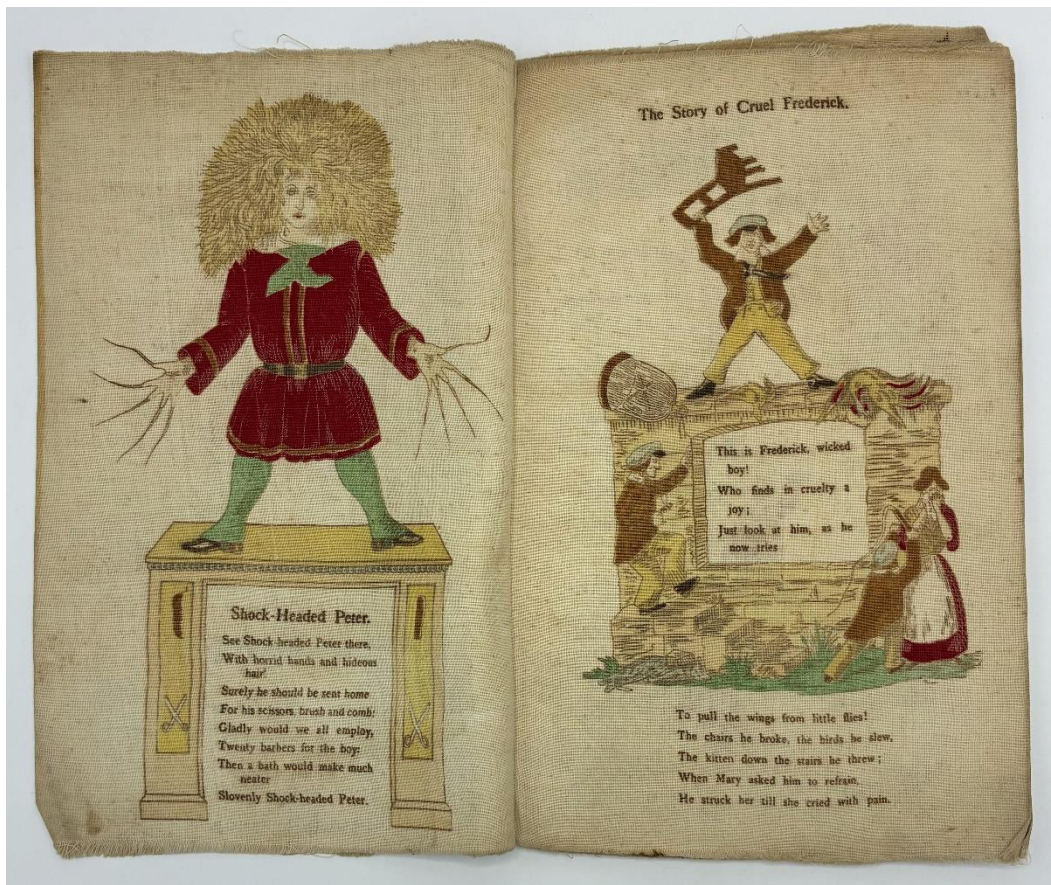 Shock-Headed Peter.
See Shock-headed Peter there,
With horrid hands and hideous
hair!
Surely he should be sent home
For his scissors, brush and comb;
Gladly would we all employ,
Twenty barbers for the boy;
Then a bath would make much
neater
Slovenly Shock-headed Peter.
The Story of Cruel Frederick.
This is Frederick, wicked
boy!
Who finds in cruelty a
joy;
Just look at him, as he
now tries
To pull the wings from little flies!
The chairs he broke, the birds he slew,
The kitten down the stairs he threw;
When Mary asked him to refrain,
He struck her till she cried with pain.